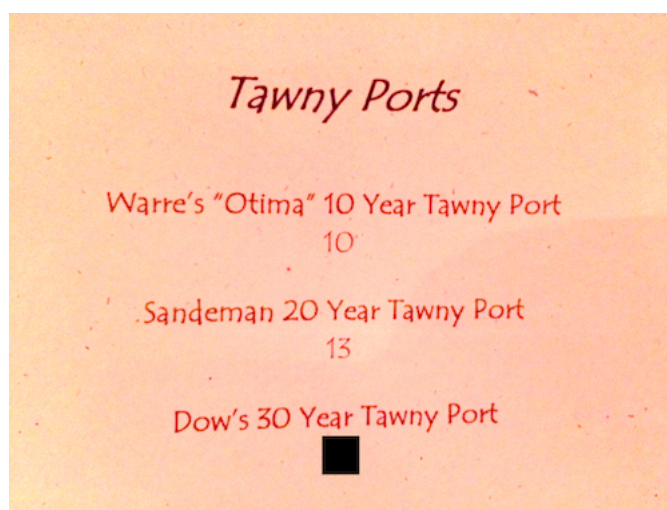 Tawny Ports
Warre's "Otima" 10 Year Tawny Port
10
Sandeman 20 Year Tawny Port
13
Dow's 30 Year Tawny Port